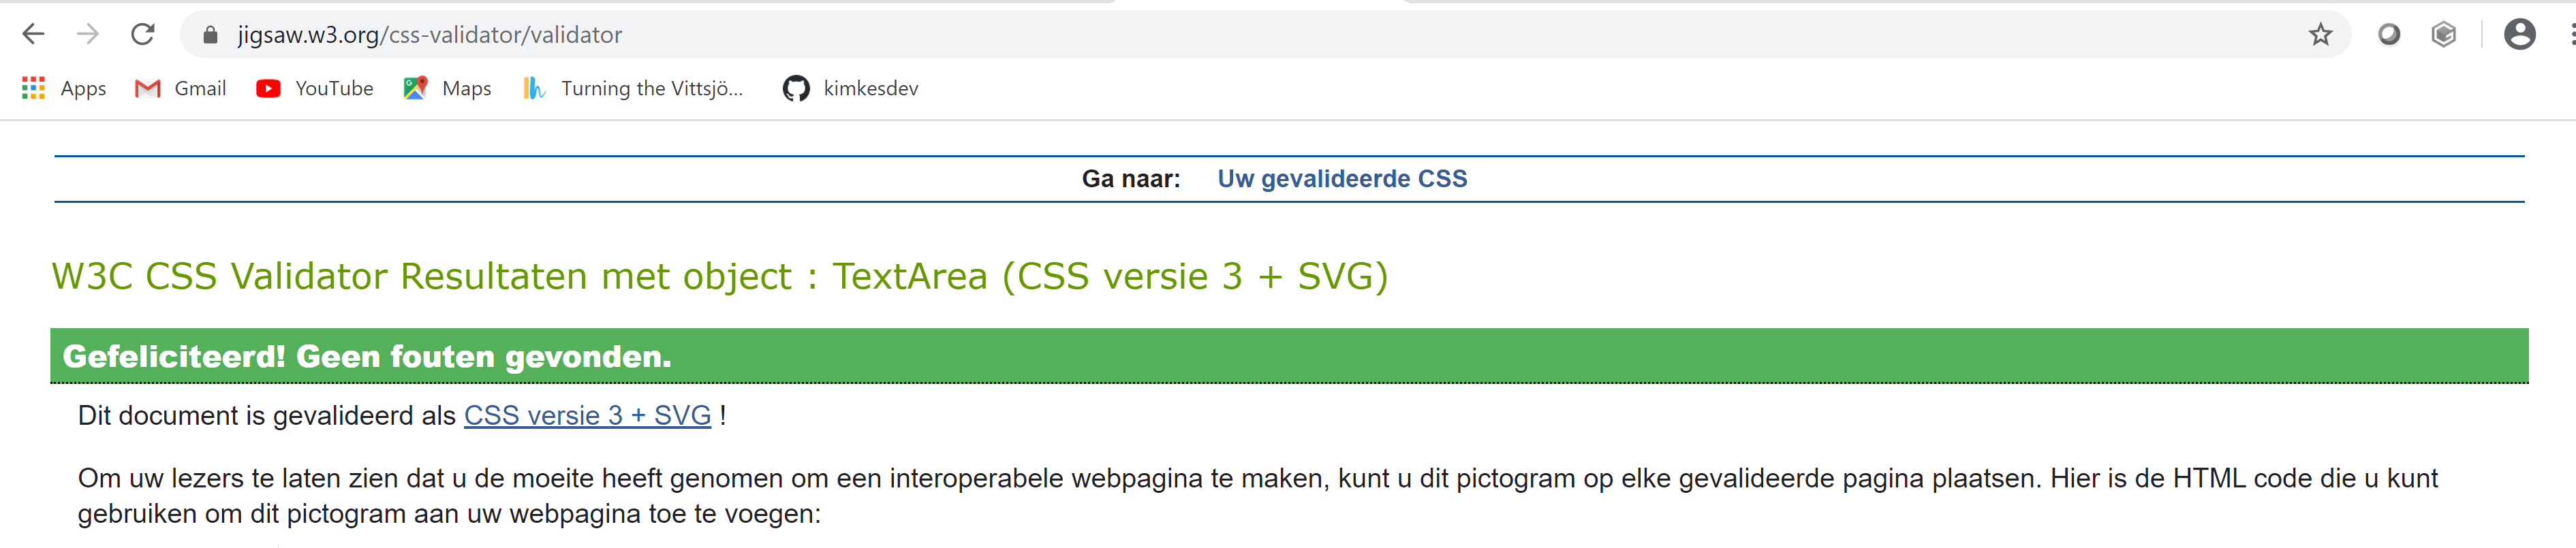 jigsaw.w3.org/css-validator/validator
Apps Gmail YouTube Maps Turning the Vittsjö... kimkesdev
Ga naar: Uw gevalideerde CSS
W3C CSS Validator Resultaten met object : TextArea (CSS versie 3 + SVG)
Gefeliciteerd! Geen fouten gevonden.
Dit document is gevalideerd als CSS versie 3 + SVG !
Om uw lezers te laten zien dat u de moeite heeft genomen om een interoperabele webpagina te maken, kunt u dit pictogram op elke gevalideerde pagina plaatsen. Hier is de HTML code die u kunt
gebruiken om dit pictogram aan uw webpagina toe te voegen: